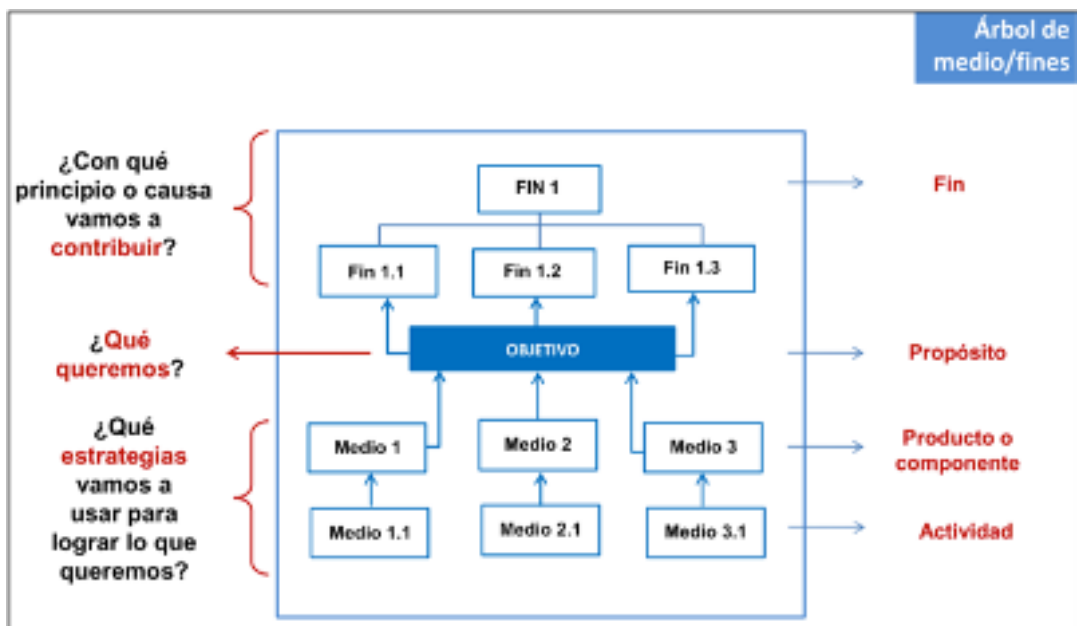 Árbol de
medio/fines
¿Con qué
principio o causa
vamos a
contribuir?
FIN 1
Fin
Fin 1.1
Fin 1.2
Fin 1.3
¿Qué
queremos?
OBJETIVO
Propósito
¿Qué
estrategias
vamos a
usar para
lograr lo que
queremos?
Medio 1
Medio 2
Medio 3
Producto o
componente
Medio 1.1
Medio 2.1
Medio 3.1
Actividad